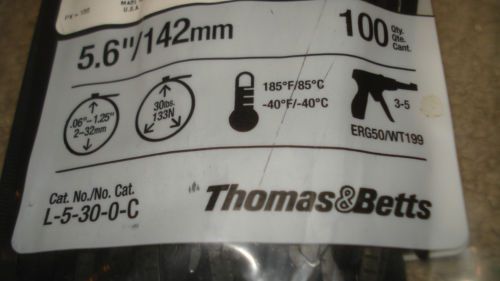 U.S.A.
5.6"/142mm
100 Qty. Qte. Cant.
.06"–1.25"
2-32mm
30lbs.
133N
185°F/85°C
-40°F/-40°C
3-5
ERG50/WT199
Cat. No./No. Cat.
L-5-30-0-C
Thomas&Betts